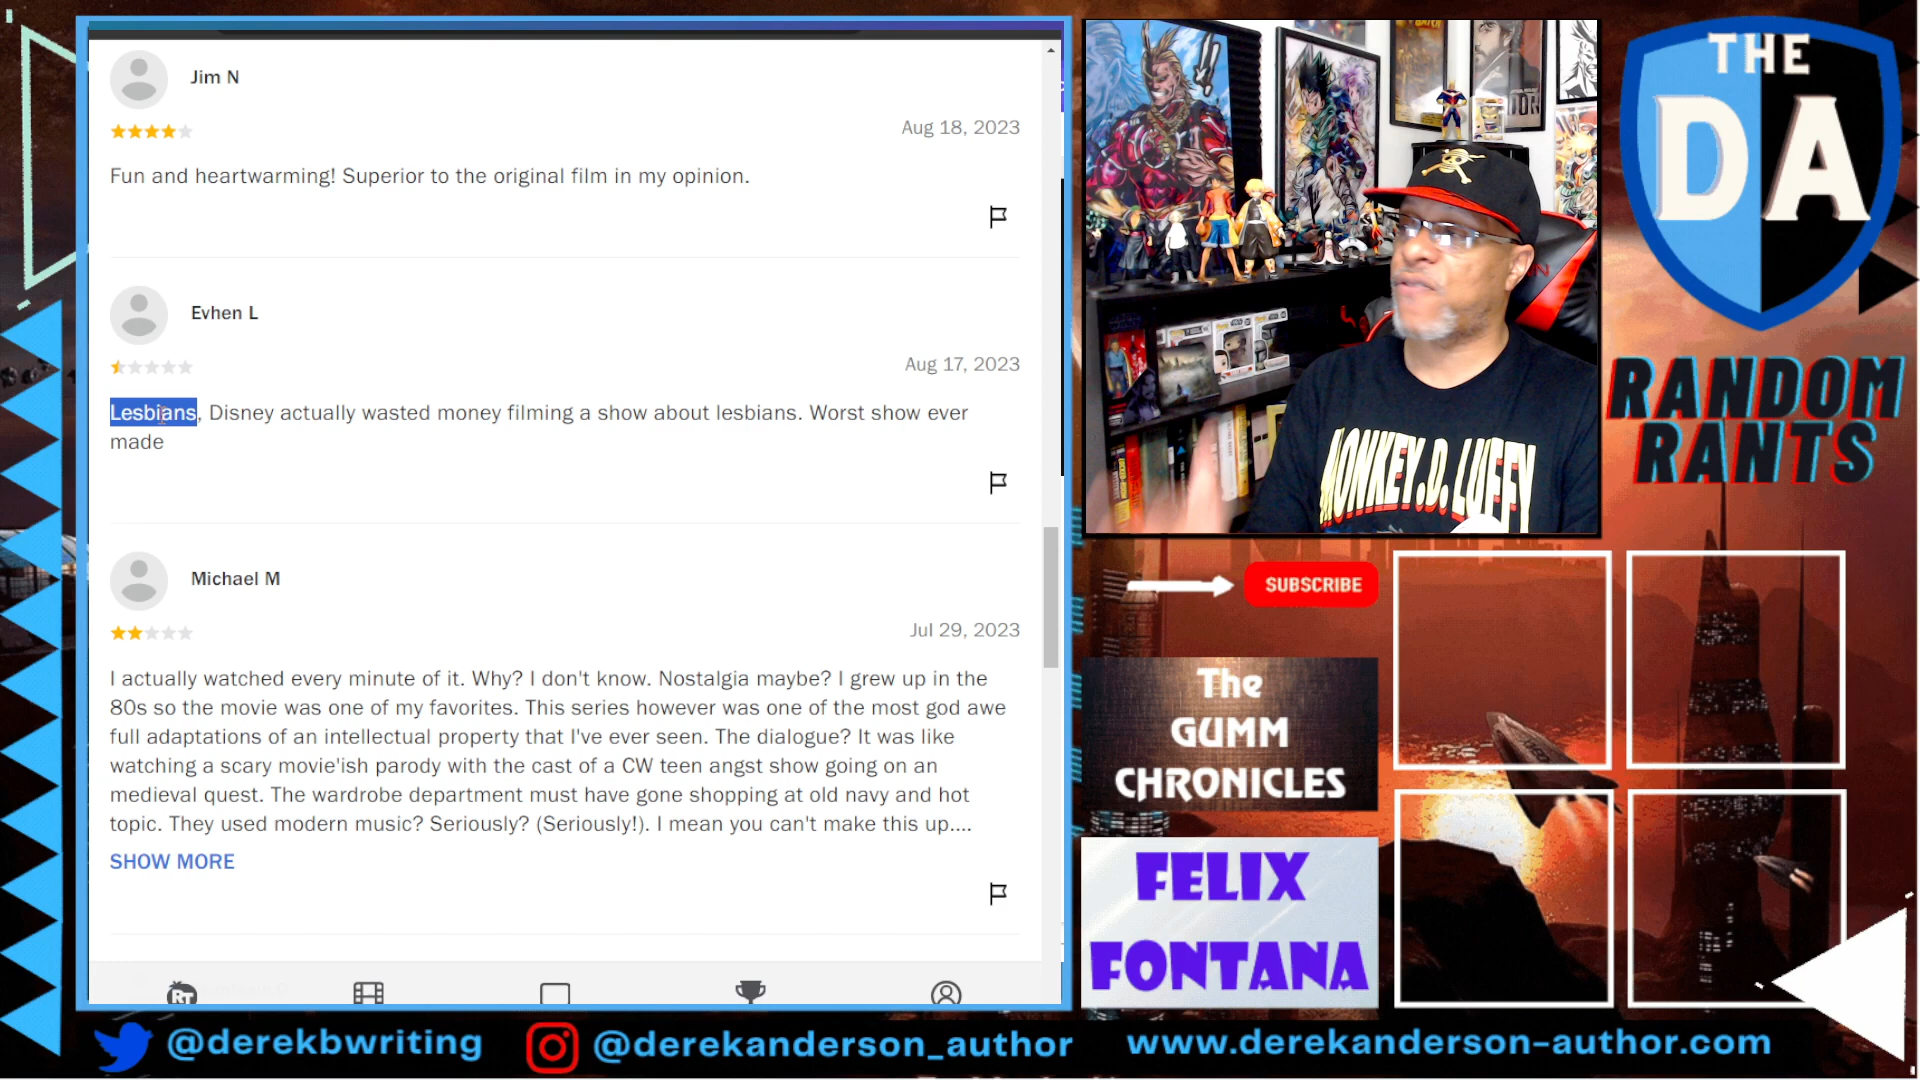 Jim N
Aug 18, 2023
Fun and heartwarming! Superior to the original film in my opinion.
Evhen L
Aug 17, 2023
Lesbians, Disney actually wasted money filming a show about lesbians. Worst show ever
made
Michael M
Jul 29, 2023
I actually watched every minute of it. Why? I don't know. Nostalgia maybe? I grew up in the
80s so the movie was one of my favorites. This series however was one of the most god awe
full adaptations of an intellectual property that I've ever seen. The dialogue? It was like
watching a scary movie'ish parody with the cast of a CW teen angst show going on an
medieval quest. The wardrobe department must have gone shopping at old navy and hot
topic. They used modern music? Seriously? (Seriously!). I mean you can't make this up....
SHOW MORE
RT
MONKEY.D.LUFFY
THE
DA
RANDOM
RANTS
SUBSCRIBE
The
GUMM
CHRONICLES
FELIX
FONTANA
@derekbwriting
@derekanderson_author
www.derekanderson-author.com